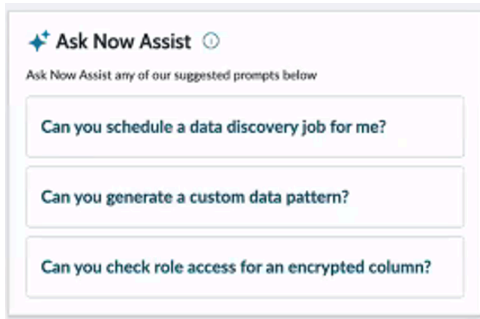 Ask Now Assist
Ask Now Assist any of our suggested prompts below
Can you schedule a data discovery job for me?
Can you generate a custom data pattern?
Can you check role access for an encrypted column?